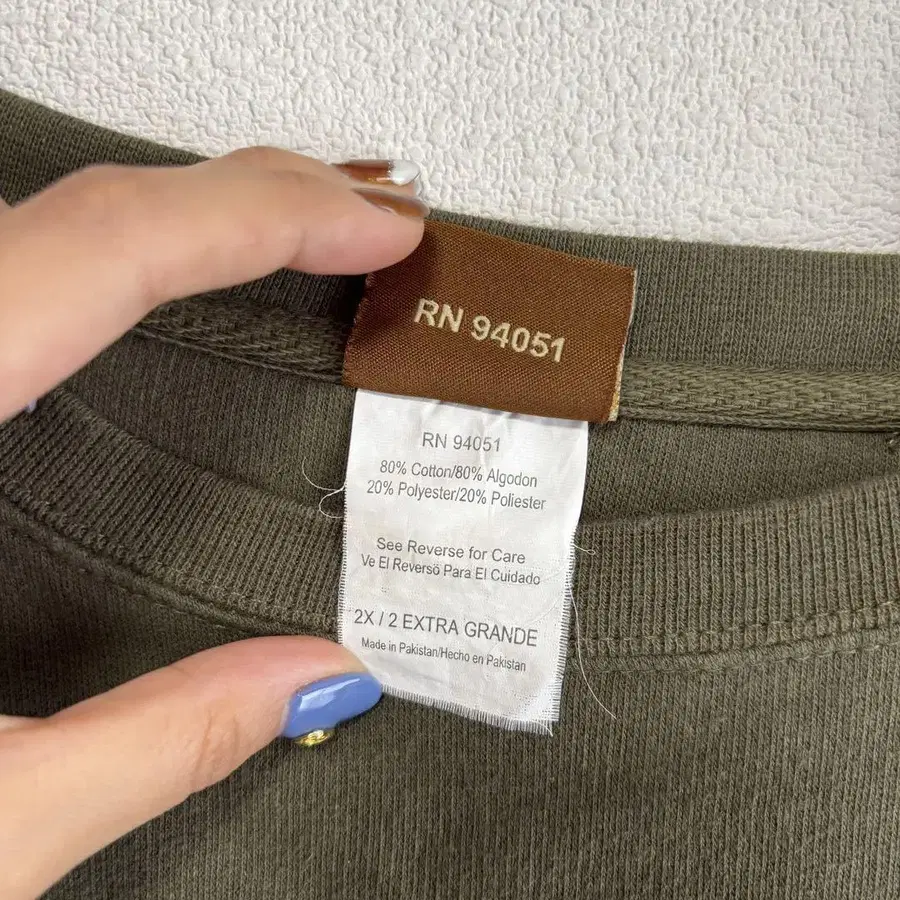 RN 94051
RN 94051
80% Cotton/80% Algodon
20% Polyester/20% Poliester
See Reverse for Care
Ve El Reversö Para El Cuidado
2X / 2 EXTRA GRANDE
Made in Pakistan/Hecho en Pakistan